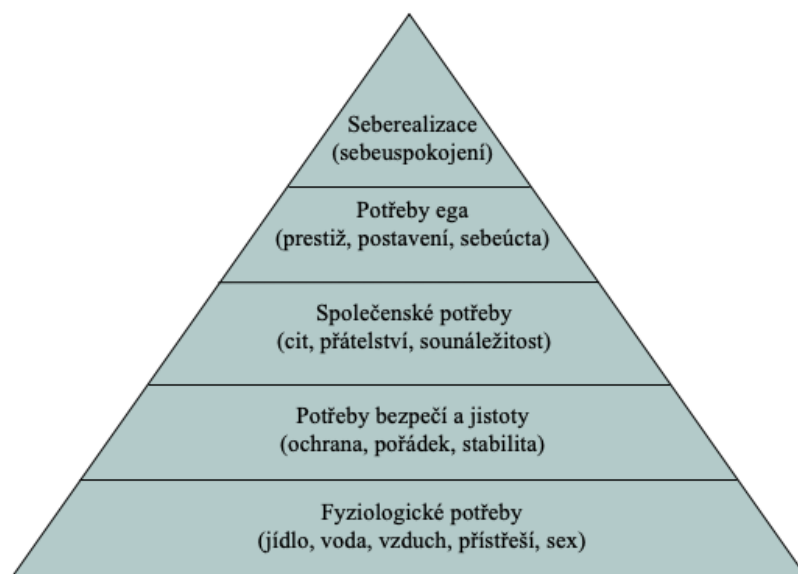 Seberealizace
(sebeuspokojení)
Potřeby ega
(prestiž, postavení, sebeúcta)
Společenské potřeby
(cit, přátelství, sounáležitost)
Potřeby bezpečí a jistoty
(ochrana, pořádek, stabilita)
Fyziologické potřeby
(jídlo, voda, vzduch, přístřeší, sex)